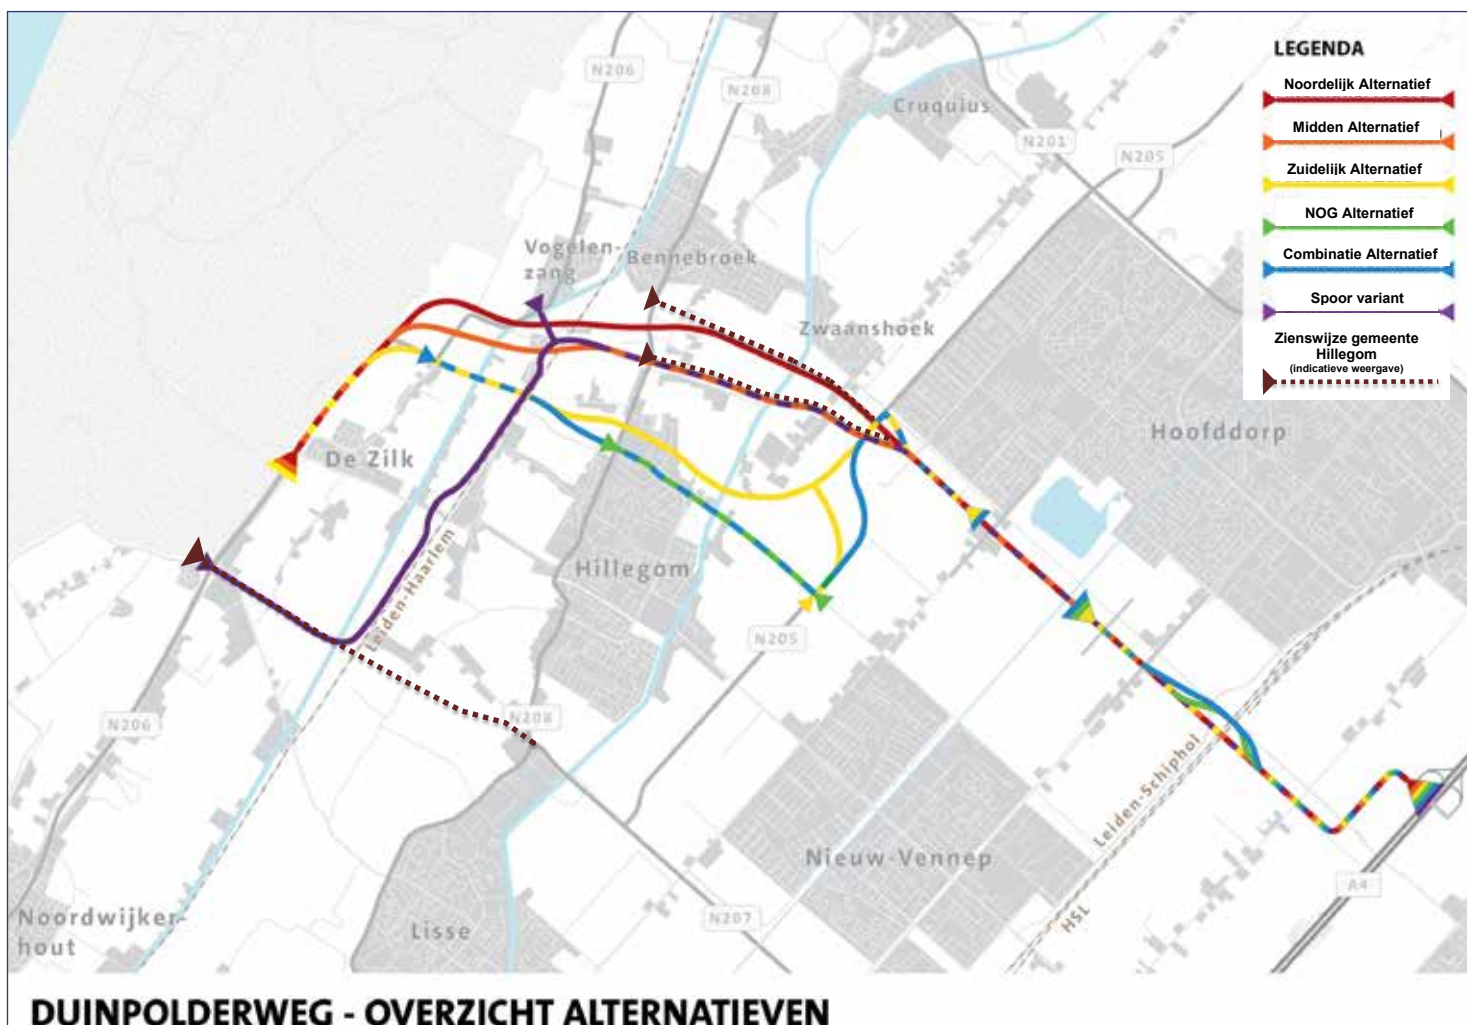 LEGENDA
Noordelijk Alternatief
Midden Alternatief
Zuidelijk Alternatief
NOG Alternatief
Combinatie Alternatief
Spoor variant
Zienswijze gemeente
Hillegom
(indicatieve weergave)
N206
N208
Cruquius
N201
N205
Vogelen-
zang
Bennebroek
Zwaanshoek
Hoofddorp
De Zilk
Leiden-Haarlem
Hillegom
N205
N206
N208
Leiden-Schiphol
Nieuw-Vennep
A4
Noordwijker-
hout
Lisse
N207
HSL
DUINPOLDERWEG - OVERZICHT ALTERNATIEVEN